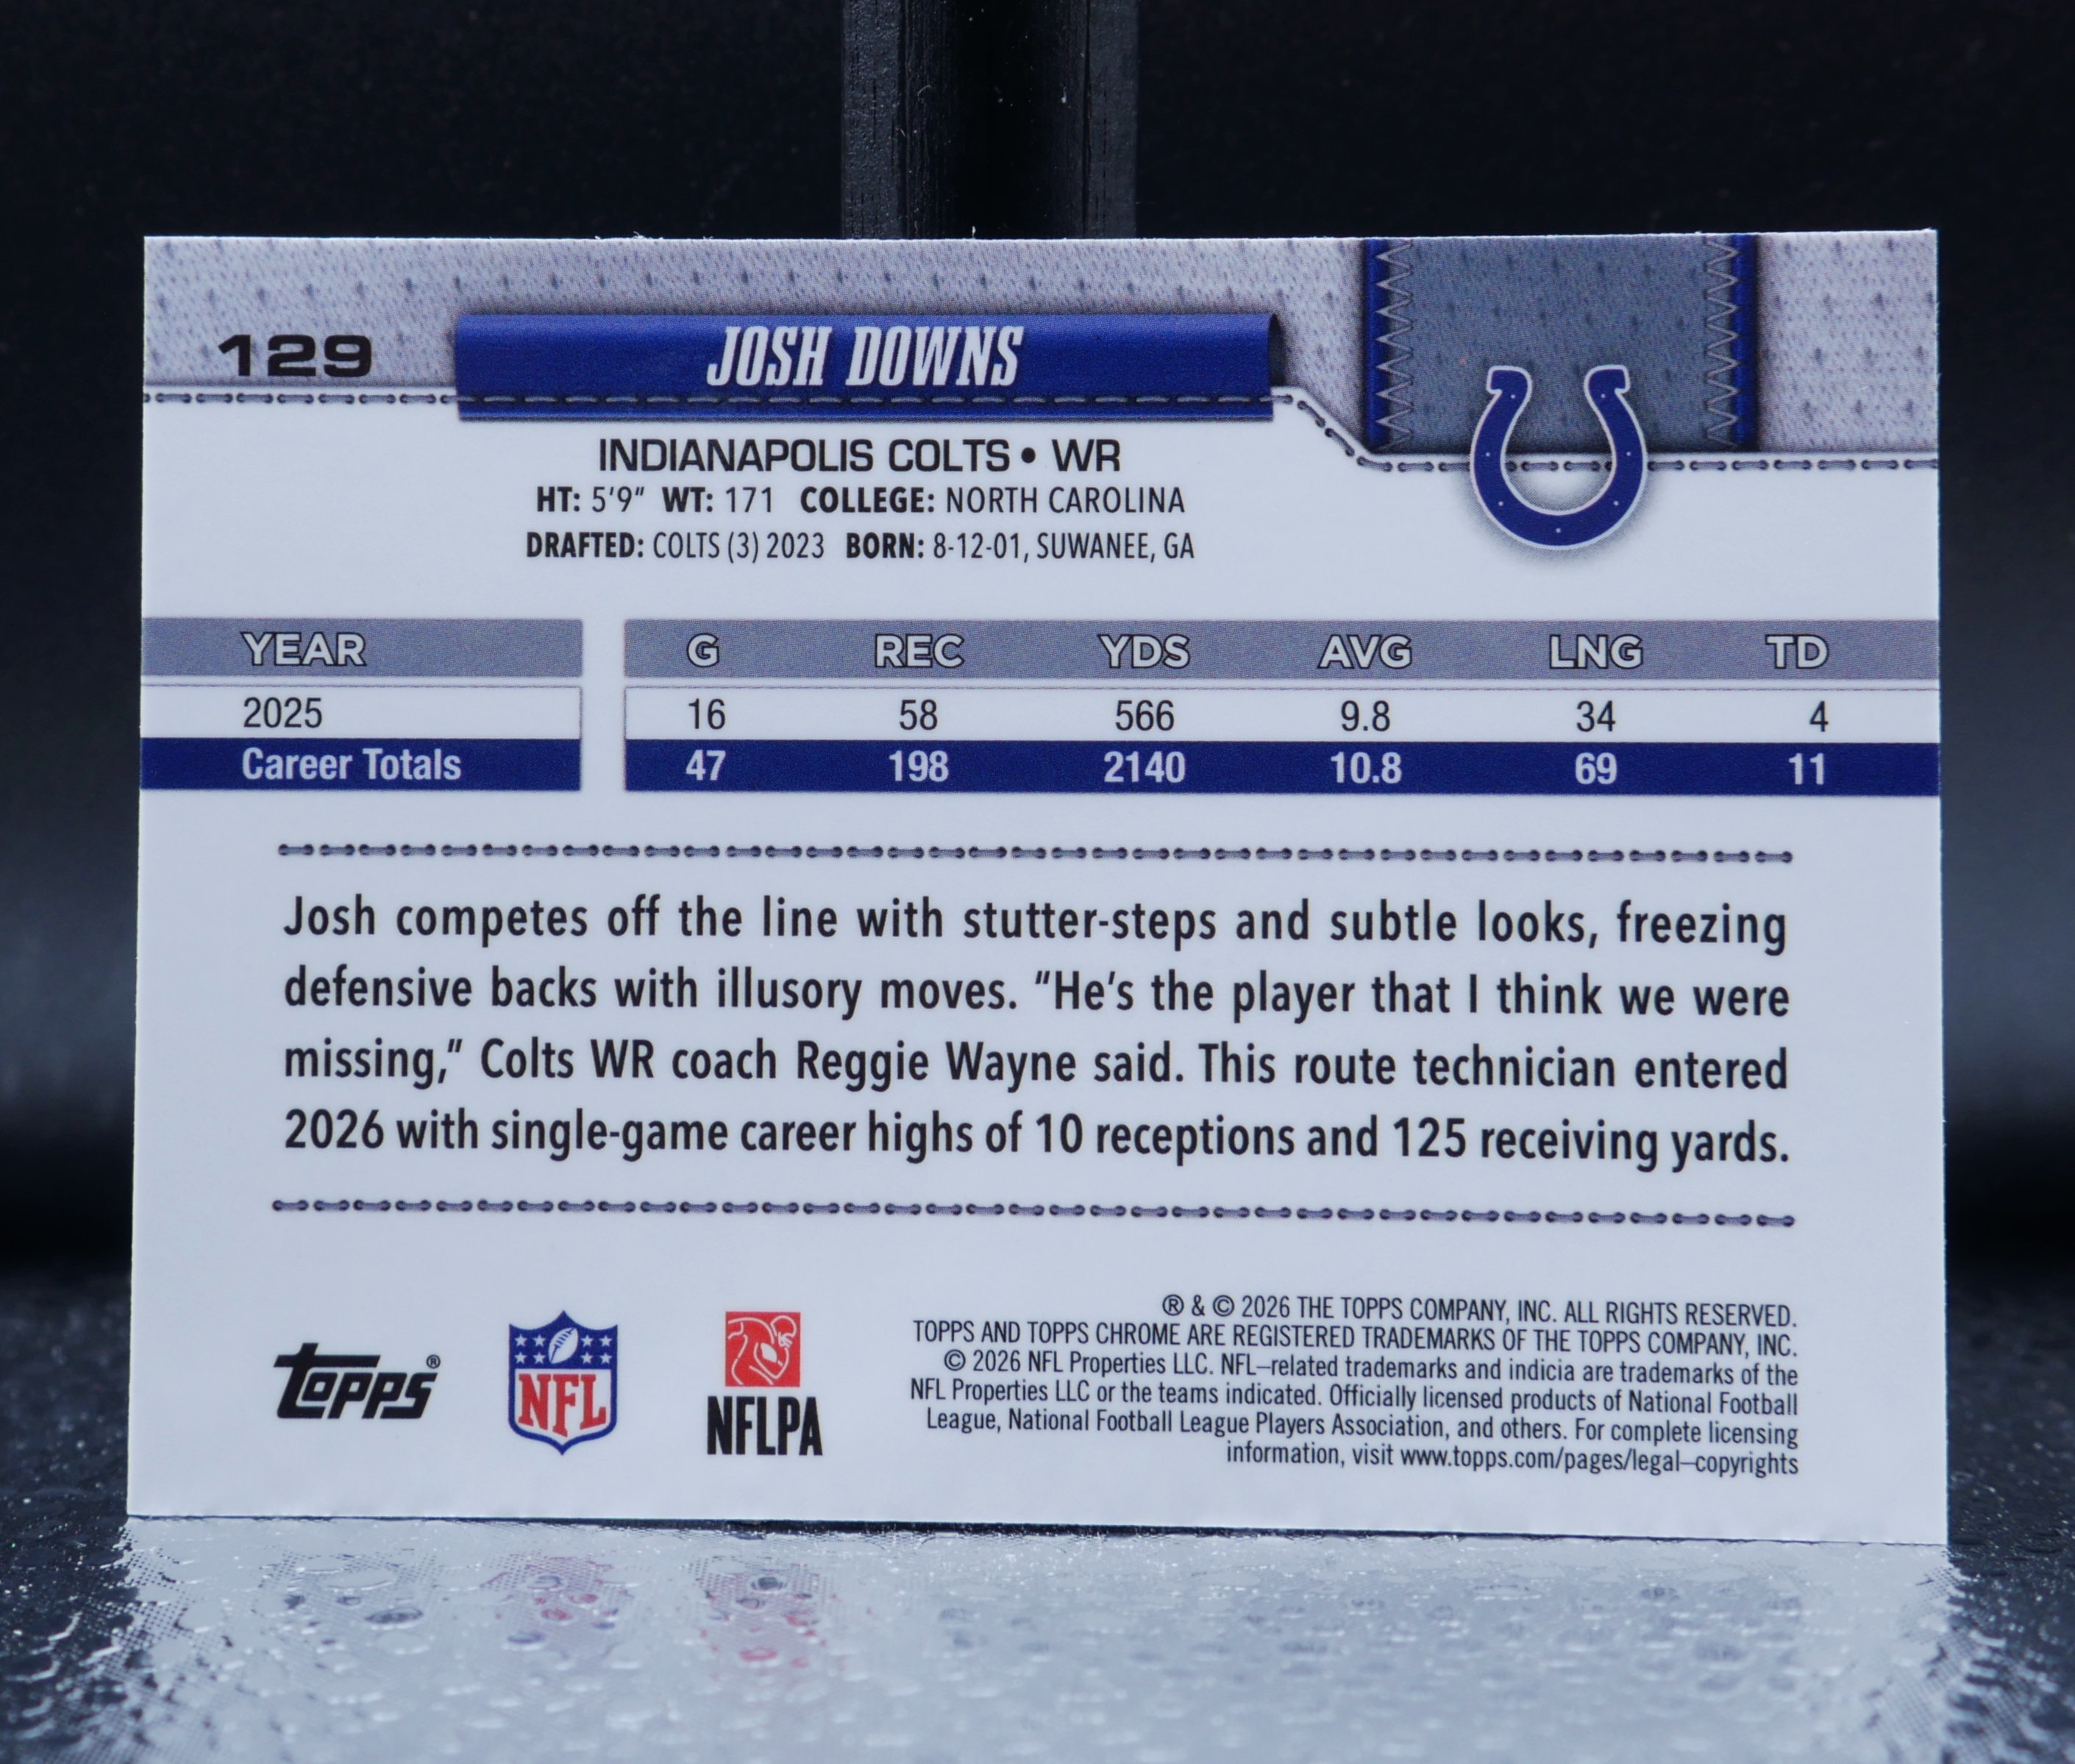 129
JOSH DOWNS
INDIANAPOLIS COLTS • WR
HT: 5'9" WT: 171 COLLEGE: NORTH CAROLINA
DRAFTED: COLTS (3) 2023 BORN: 8-12-01, SUWANEE, GA
YEAR G REC YDS AVG LNG TD
2025 16 58 566 9.8 34 4
Career Totals 47 198 2140 10.8 69 11
Josh competes off the line with stutter-steps and subtle looks, freezing
defensive backs with illusory moves. "He's the player that I think we were
missing," Colts WR coach Reggie Wayne said. This route technician entered
2026 with single-game career highs of 10 receptions and 125 receiving yards.
topps®
NFL
NFLPA
® & © 2026 THE TOPPS COMPANY, INC. ALL RIGHTS RESERVED.
TOPPS AND TOPPS CHROME ARE REGISTERED TRADEMARKS OF THE TOPPS COMPANY, INC.
© 2026 NFL Properties LLC. NFL–related trademarks and indicia are trademarks of the
NFL Properties LLC or the teams indicated. Officially licensed products of National Football
League, National Football League Players Association, and others. For complete licensing
information, visit www.topps.com/pages/legal–copyrights